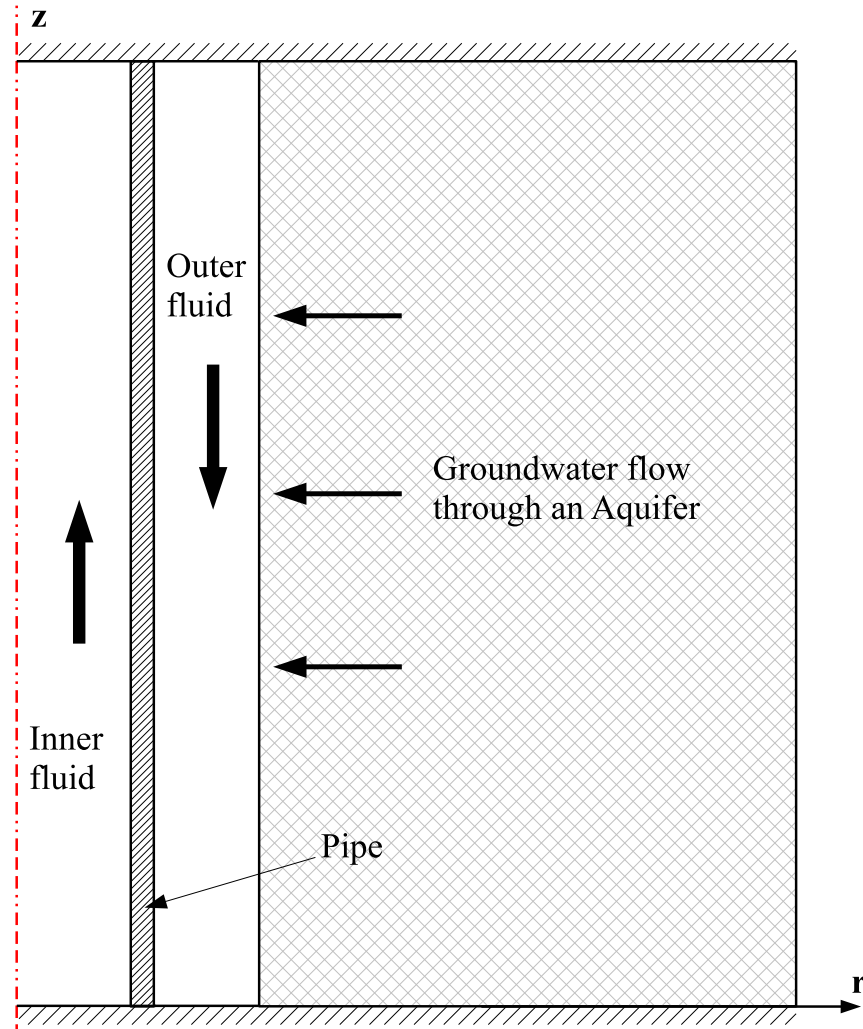 z
Outer
fluid
Groundwater flow
through an Aquifer
Inner
fluid
Pipe
r